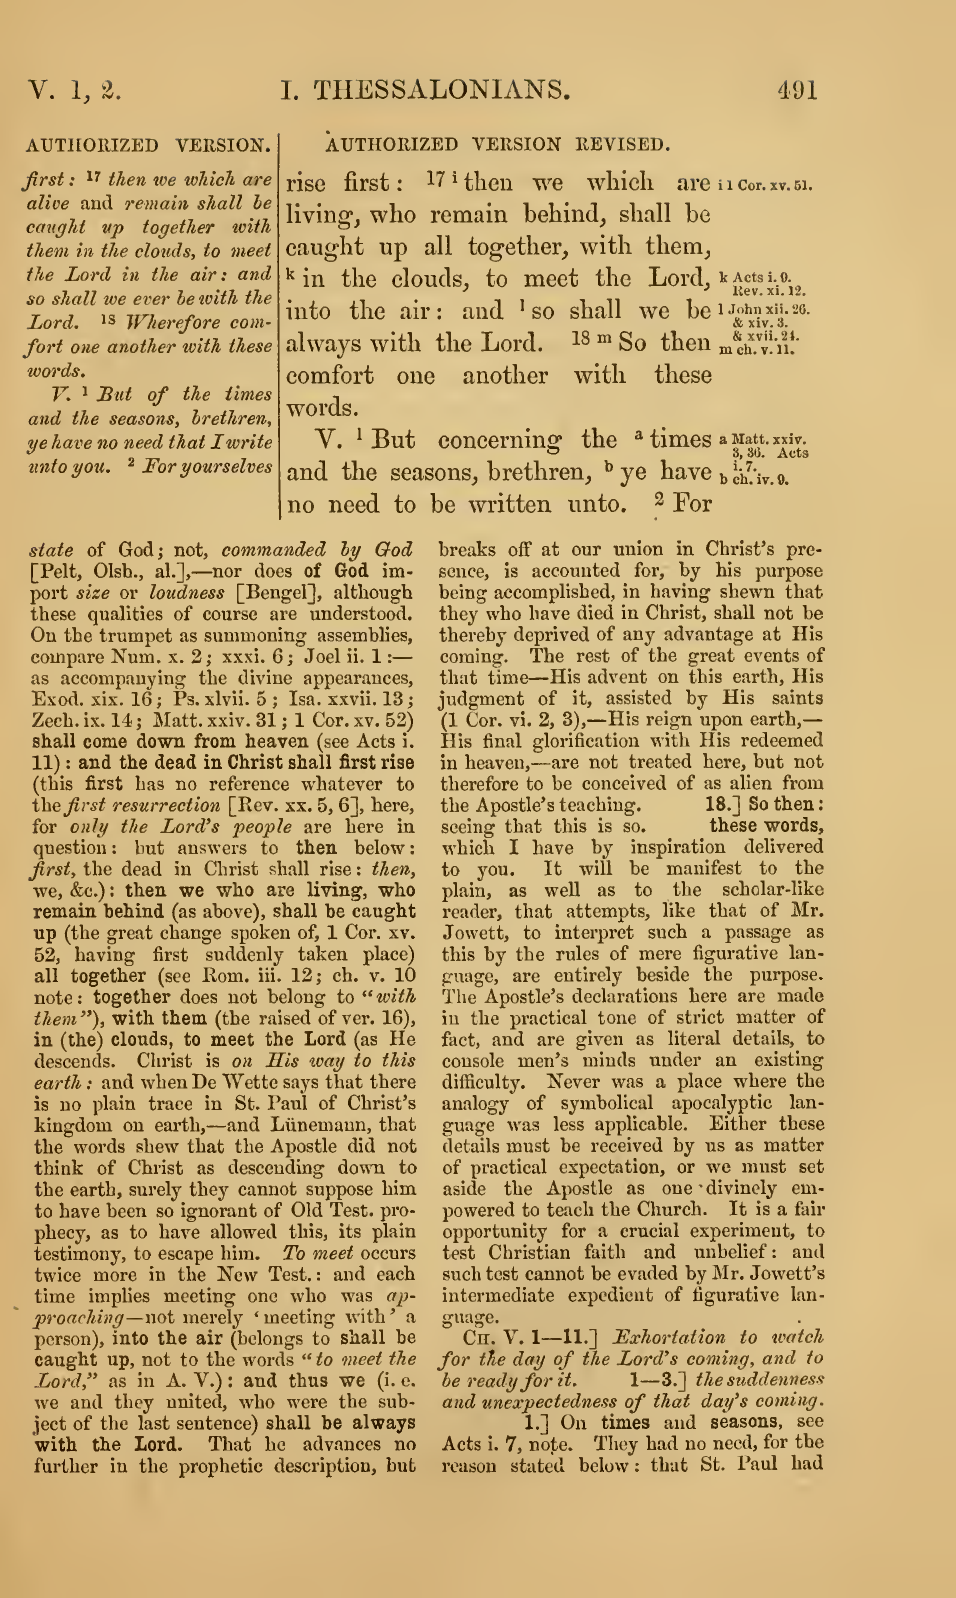 V. 1, 2.
I. THESSALONIANS.
491
AUTHORIZED VERSION.
first: 17 then we which are
alive and remain shall be
caught up together with
them in the clouds, to meet
the Lord in the air: and
so shall we ever be with the
Lord. 18 Wherefore com-
fort one another with these
words.
V. 1 But of the times
and the seasons, brethren,
ye have no need that I write
unto you. 2 For yourselves
AUTHORIZED VERSION REVISED.
rise first: 17 i then we which are
living, who remain behind, shall be
caught up all together, with them,
k in the clouds, to meet the Lord,
into the air: and l so shall we be
always with the Lord. 18 m So then
comfort one another with these
words.
V. 1 But concerning the a times
and the seasons, brethren, b ye have
no need to be written unto. 2 For
i 1 Cor. xv. 51.
k Acts i. 9.
Rev. xi. 12.
l John xii. 26.
& xiv. 3.
& xvii. 24.
m ch. v. 11.
a Matt. xxiv.
3, 36. Acts
i. 7.
b ch. iv. 9.
state of God; not, commanded by God
[Pelt, Olsh., al.],—nor does of God im-
port size or loudness [Bengel], although
these qualities of course are understood.
On the trumpet as summoning assemblies,
compare Num. x. 2; xxxi. 6; Joel ii. 1:—
as accompanying the divine appearances,
Exod. xix. 16; Ps. xlvii. 5; Isa. xxvii. 13;
Zech. ix. 14; Matt. xxiv. 31; 1 Cor. xv. 52)
shall come down from heaven (see Acts i.
11): and the dead in Christ shall first rise
(this first has no reference whatever to
the first resurrection [Rev. xx. 5, 6], here,
for only the Lord's people are here in
question: but answers to then below:
first, the dead in Christ shall rise: then,
we, &c.): then we who are living, who
remain behind (as above), shall be caught
up (the great change spoken of, 1 Cor. xv.
52, having first suddenly taken place)
all together (see Rom. iii. 12; ch. v. 10
note: together does not belong to "with
them"), with them (the raised of ver. 16),
in (the) clouds, to meet the Lord (as He
descends. Christ is on His way to this
earth: and when De Wette says that there
is no plain trace in St. Paul of Christ's
kingdom on earth,—and Lünemann, that
the words shew that the Apostle did not
think of Christ as descending down to
the earth, surely they cannot suppose him
to have been so ignorant of Old Test. pro-
phecy, as to have allowed this, its plain
testimony, to escape him. To meet occurs
twice more in the New Test.: and each
time implies meeting one who was ap-
proaching—not merely 'meeting with' a
person), into the air (belongs to shall be
caught up, not to the words "to meet the
Lord," as in A. V.): and thus we (i. e.
we and they united, who were the sub-
ject of the last sentence) shall be always
with the Lord. That he advances no
further in the prophetic description, but
breaks off at our union in Christ's pre-
sence, is accounted for, by his purpose
being accomplished, in having shewn that
they who have died in Christ, shall not be
thereby deprived of any advantage at His
coming. The rest of the great events of
that time—His advent on this earth, His
judgment of it, assisted by His saints
(1 Cor. vi. 2, 3),—His reign upon earth,—
His final glorification with His redeemed
in heaven,—are not treated here, but not
therefore to be conceived of as alien from
the Apostle's teaching. 18.] So then:
seeing that this is so. these words,
which I have by inspiration delivered
to you. It will be manifest to the
plain, as well as to the scholar-like
reader, that attempts, like that of Mr.
Jowett, to interpret such a passage as
this by the rules of mere figurative lan-
guage, are entirely beside the purpose.
The Apostle's declarations here are made
in the practical tone of strict matter of
fact, and are given as literal details, to
console men's minds under an existing
difficulty. Never was a place where the
analogy of symbolical apocalyptic lan-
guage was less applicable. Either these
details must be received by us as matter
of practical expectation, or we must set
aside the Apostle as one divinely em-
powered to teach the Church. It is a fair
opportunity for a crucial experiment, to
test Christian faith and unbelief: and
such test cannot be evaded by Mr. Jowett's
intermediate expedient of figurative lan-
guage.
CH. V. 1—11.] Exhortation to watch
for the day of the Lord's coming, and to
be ready for it. 1—3.] the suddenness
and unexpectedness of that day's coming.
1.] On times and seasons, see
Acts i. 7, note. They had no need, for the
reason stated below: that St. Paul had